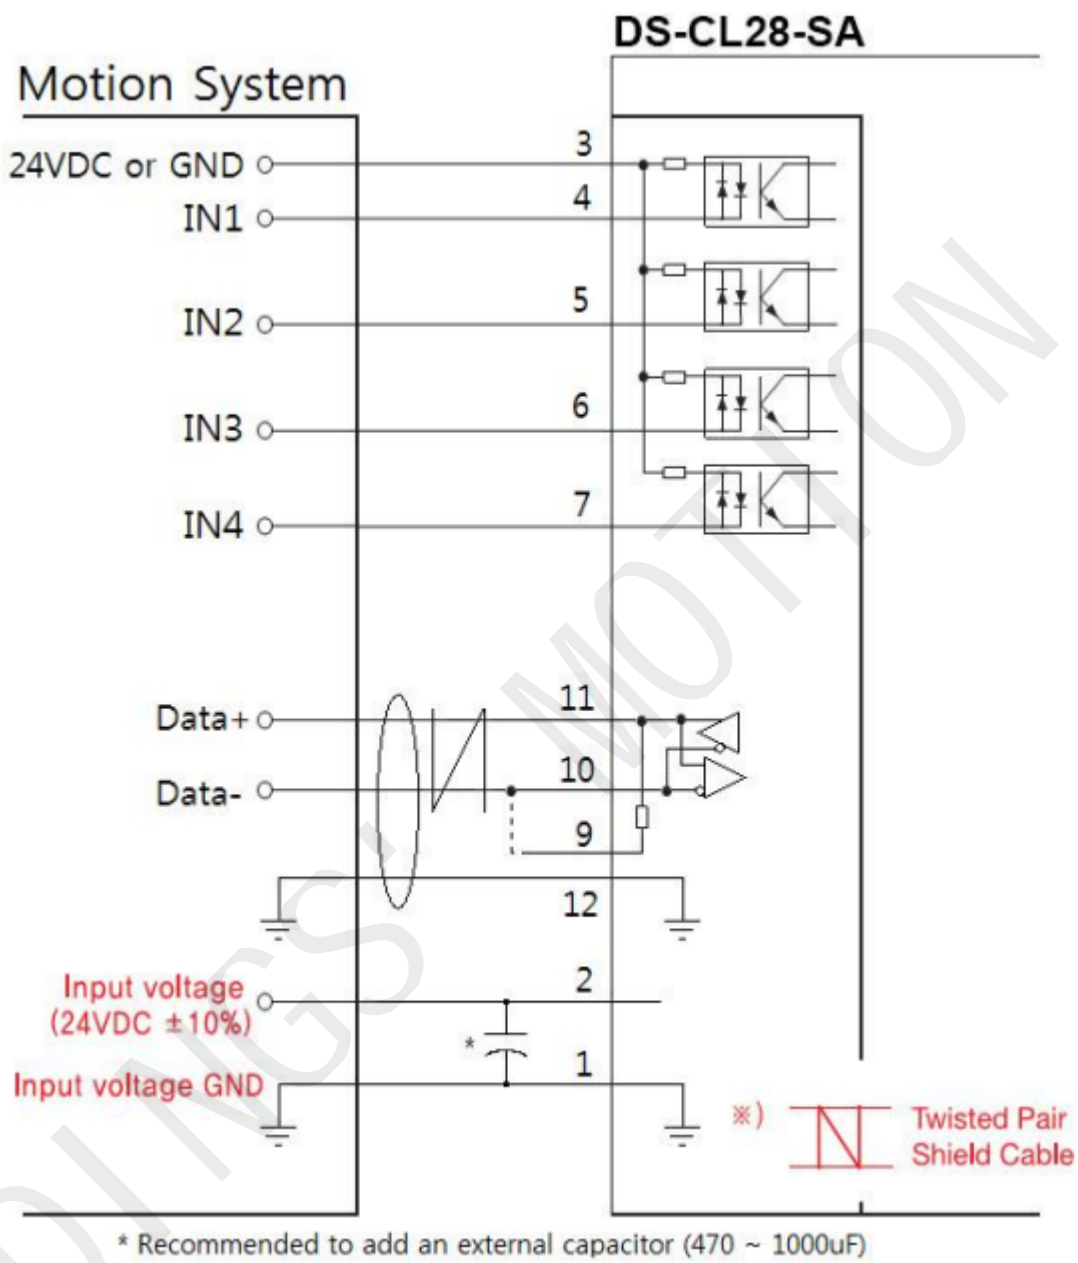 DS-CL28-SA
Motion System
24VDC or GND
3
IN1
4
IN2
5
IN3
6
IN4
7
Data+
11
Data-
10
9
12
Input voltage
(24VDC ±10%)
2
*
Input voltage GND
1
※) Twisted Pair
Shield Cable
* Recommended to add an external capacitor (470 ~ 1000uF)
DINGS' MOTION